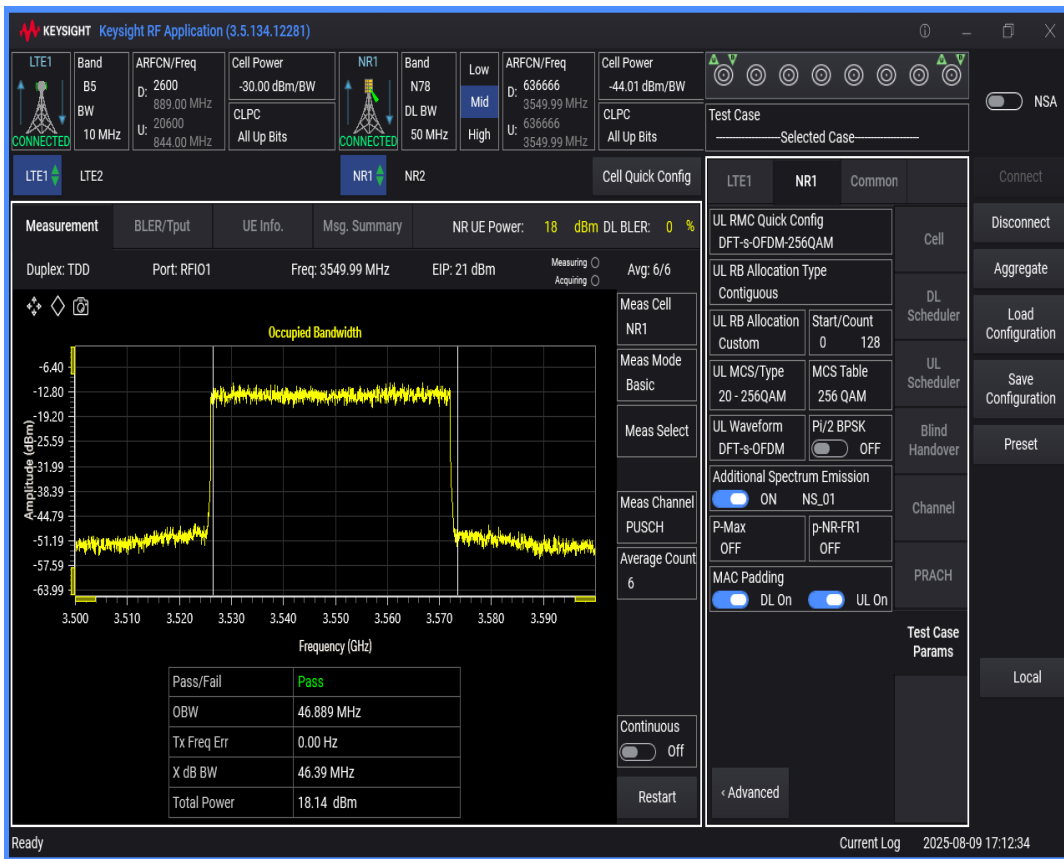 KEYSIGHT Keysight RF Application (3.5.134.12281)
LTE1
CONNECTED
Band
B5
BW
10 MHz
ARFCN/Freq
D: 2600
889.00 MHz
U: 20600
844.00 MHz
Cell Power
-30.00 dBm/BW
CLPC
All Up Bits
NR1
CONNECTED
Band
N78
DL BW
50 MHz
Low
Mid
High
ARFCN/Freq
D: 636666
3549.99 MHz
U: 636666
3549.99 MHz
Cell Power
-44.01 dBm/BW
CLPC
All Up Bits
Test Case
Selected Case
NSA
LTE1 LTE2 NR1 NR2 Cell Quick Config
Measurement BLER/Tput UE Info. Msg. Summary NR UE Power: 18 dBm DL BLER: 0 %
Duplex: TDD Port: RFIO1 Freq: 3549.99 MHz EIP: 21 dBm Measuring Acquiring Avg: 6/6
Occupied Bandwidth
Amplitude (dBm)
-6.40
-12.80
-19.20
-25.59
-31.99
-38.39
-44.79
-51.19
-57.59
-63.99
3.500 3.510 3.520 3.530 3.540 3.550 3.560 3.570 3.580 3.590
Frequency (GHz)
Pass/Fail Pass
OBW 46.889 MHz
Tx Freq Err 0.00 Hz
X dB BW 46.39 MHz
Total Power 18.14 dBm
Meas Cell
NR1
Meas Mode
Basic
Meas Select
Meas Channel
PUSCH
Average Count
6
Continuous
Off
Restart
LTE1 NR1 Common
UL RMC Quick Config
DFT-s-OFDM-256QAM
UL RB Allocation Type
Contiguous
UL RB Allocation
Custom
Start/Count
0 128
UL MCS/Type
20 - 256QAM
MCS Table
256 QAM
UL Waveform
DFT-s-OFDM
Pi/2 BPSK
OFF
Additional Spectrum Emission
ON NS_01
P-Max
OFF
p-NR-FR1
OFF
MAC Padding
DL On UL On
‹ Advanced
Cell
DL
Scheduler
UL
Scheduler
Blind
Handover
Channel
PRACH
Test Case
Params
Connect
Disconnect
Aggregate
Load
Configuration
Save
Configuration
Preset
Local
Ready Current Log 2025-08-09 17:12:34